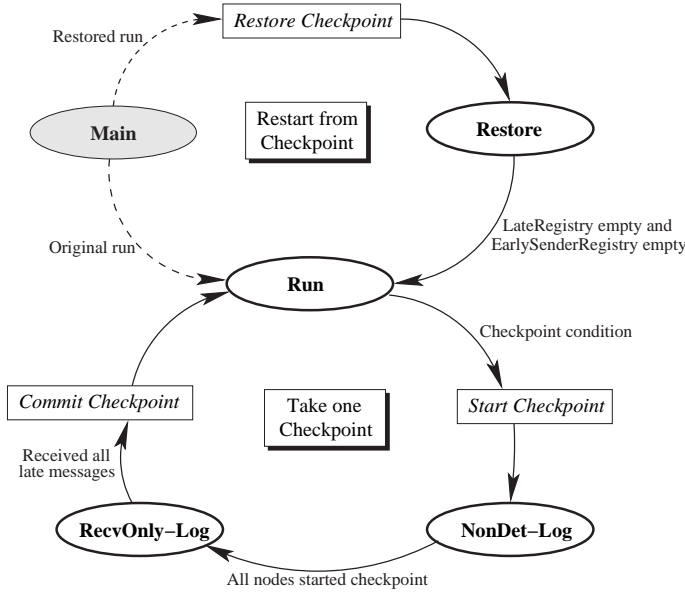 Restore Checkpoint
Restored run
Restart from
Checkpoint
Main
Restore
LateRegistry empty and
EarlySenderRegistry empty
Original run
Run
Checkpoint condition
Commit Checkpoint
Take one
Checkpoint
Start Checkpoint
Received all
late messages
RecvOnly−Log
NonDet−Log
All nodes started checkpoint